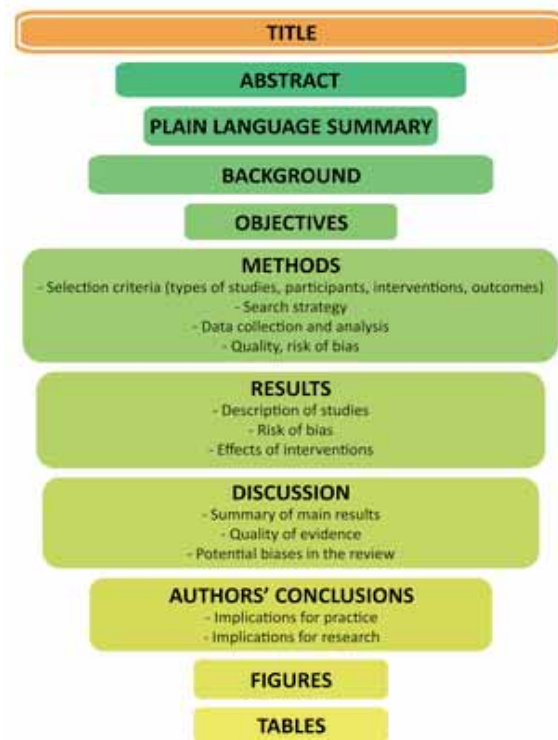 TITLE
ABSTRACT
PLAIN LANGUAGE SUMMARY
BACKGROUND
OBJECTIVES
METHODS
- Selection criteria (types of studies, participants, interventions, outcomes)
- Search strategy
- Data collection and analysis
- Quality, risk of bias
RESULTS
- Description of studies
- Risk of bias
- Effects of interventions
DISCUSSION
- Summary of main results
- Quality of evidence
- Potential biases in the review
AUTHORS’ CONCLUSIONS
- Implications for practice
- Implications for research
FIGURES
TABLES